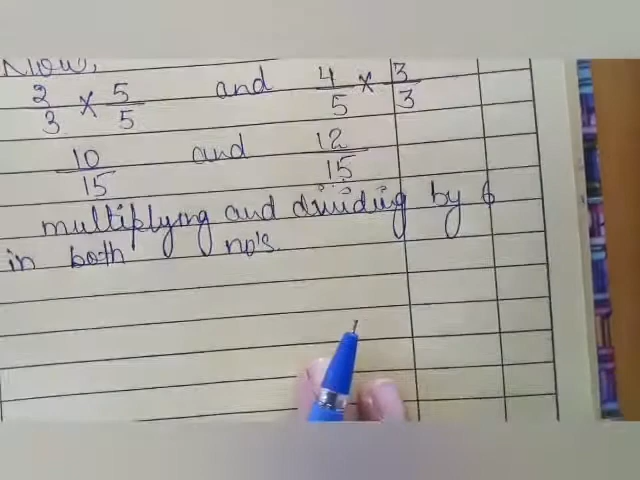 Now,
2/3 × 5/5 and 4/5 × 3/3
10/15 and 12/15
multiplying and dividing by 6
in both no's.